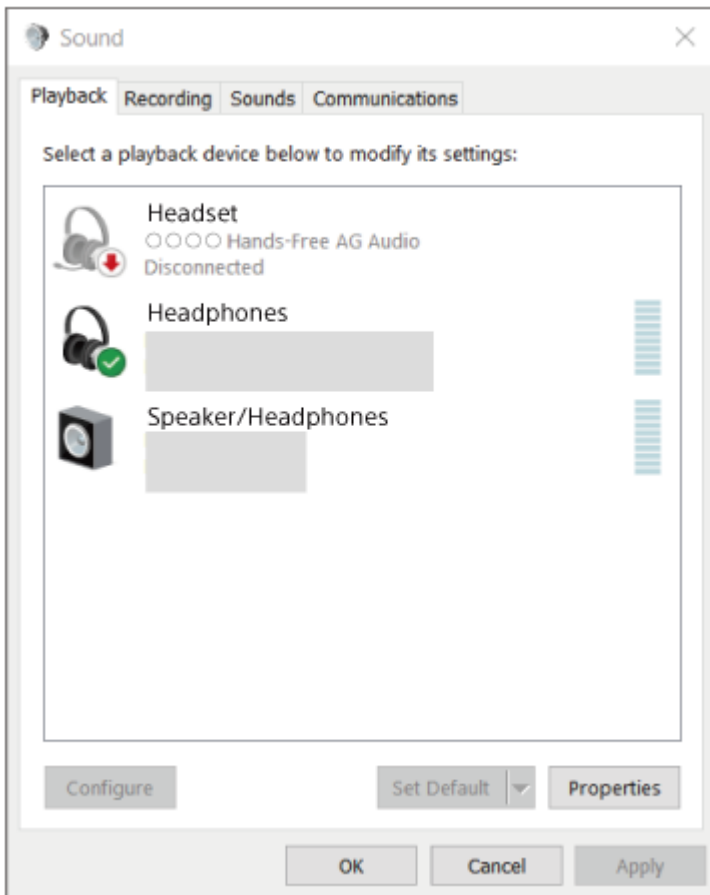 Sound
Playback Recording Sounds Communications
Select a playback device below to modify its settings:
Headset
○○○○ Hands-Free AG Audio
Disconnected
Headphones
Speaker/Headphones
Configure Set Default Properties
OK Cancel Apply